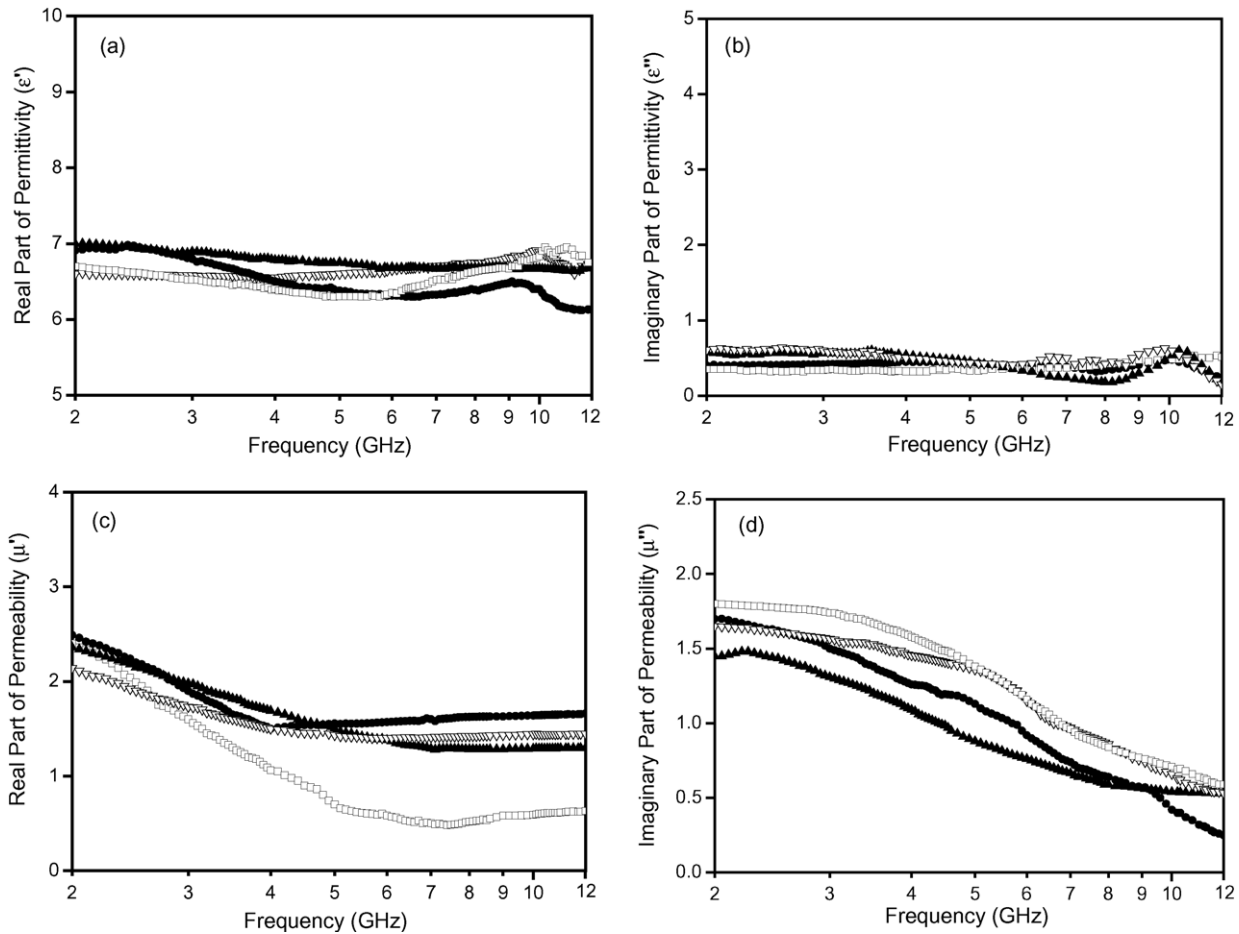 (a)
Real Part of Permittivity (ε')
10
9
8
7
6
5
2 3 4 5 6 7 8 9 10 12
Frequency (GHz)
(b)
Imaginary Part of Permittivity (ε")
5
4
3
2
1
0
2 3 4 5 6 7 8 9 10 12
Frequency (GHz)
(c)
Real Part of Permeability (μ')
4
3
2
1
0
2 3 4 5 6 7 8 9 10 12
Frequency (GHz)
(d)
Imaginary Part of Permeability (μ")
2.5
2.0
1.5
1.0
0.5
0.0
2 3 4 5 6 7 8 9 10 12
Frequency (GHz)